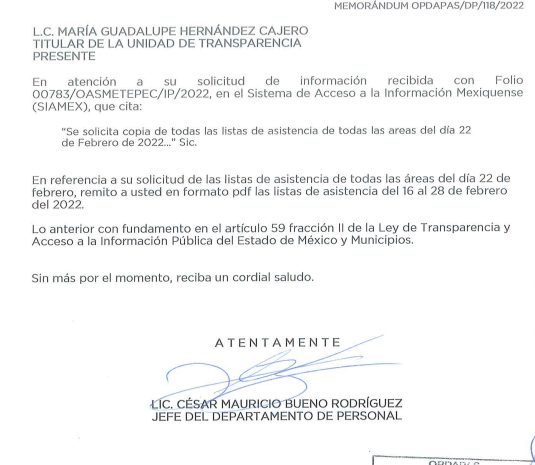 MEMORÁNDUM OPDAPAS/DP/118/2022
L.C. MARÍA GUADALUPE HERNÁNDEZ CAJERO
TITULAR DE LA UNIDAD DE TRANSPARENCIA
PRESENTE
En atención a su solicitud de información recibida con Folio
00783/OASMETEPEC/IP/2022, en el Sistema de Acceso a la Información Mexiquense
(SIAMEX), que cita:
"Se solicita copia de todas las listas de asistencia de todas las areas del día 22
de Febrero de 2022..." Sic.
En referencia a su solicitud de las listas de asistencia de todas las áreas del día 22 de
febrero, remito a usted en formato pdf las listas de asistencia del 16 al 28 de febrero
del 2022.
Lo anterior con fundamento en el artículo 59 fracción II de la Ley de Transparencia y
Acceso a la Información Pública del Estado de México y Municipios.
Sin más por el momento, reciba un cordial saludo.
ATENTAMENTE
LIC. CÉSAR MAURICIO BUENO RODRÍGUEZ
JEFE DEL DEPARTAMENTO DE PERSONAL